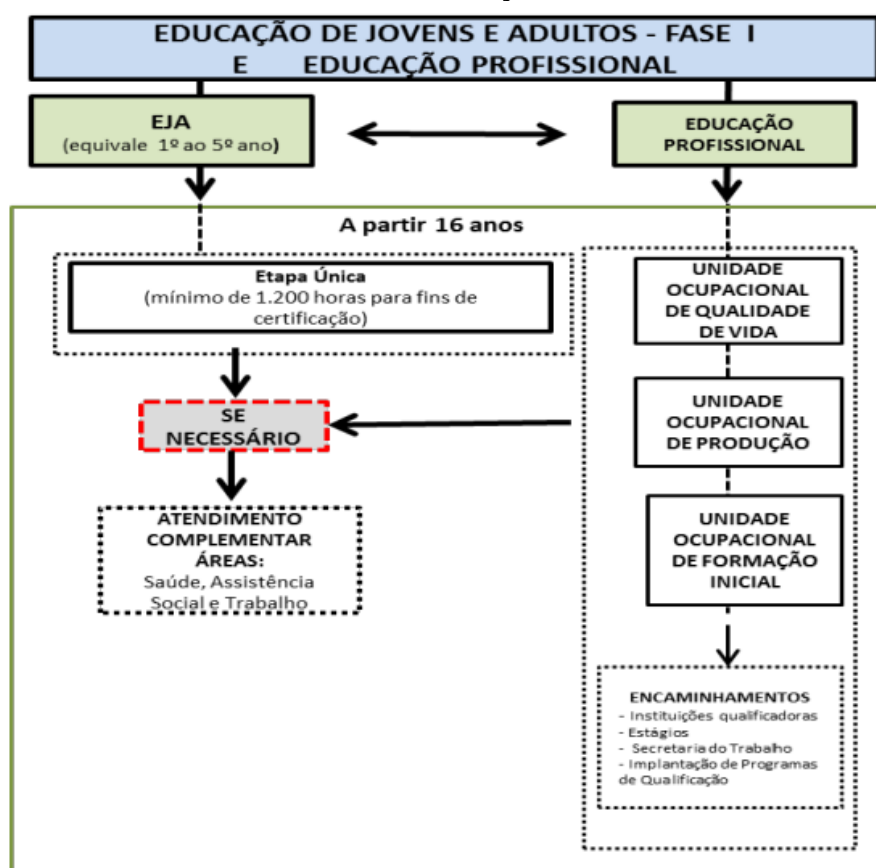 EDUCAÇÃO DE JOVENS E ADULTOS - FASE I
E EDUCAÇÃO PROFISSIONAL
EJA
(equivale 1º ao 5º ano)
EDUCAÇÃO
PROFISSIONAL
A partir 16 anos
Etapa Única
(mínimo de 1.200 horas para fins de
certificação)
SE
NECESSÁRIO
ATENDIMENTO
COMPLEMENTAR
ÁREAS:
Saúde, Assistência
Social e Trabalho
UNIDADE
OCUPACIONAL
DE QUALIDADE
DE VIDA
UNIDADE
OCUPACIONAL
DE PRODUÇÃO
UNIDADE
OCUPACIONAL
DE FORMAÇÃO
INICIAL
ENCAMINHAMENTOS
- Instituições qualificadoras
- Estágios
- Secretaria do Trabalho
- Implantação de Programas
de Qualificação